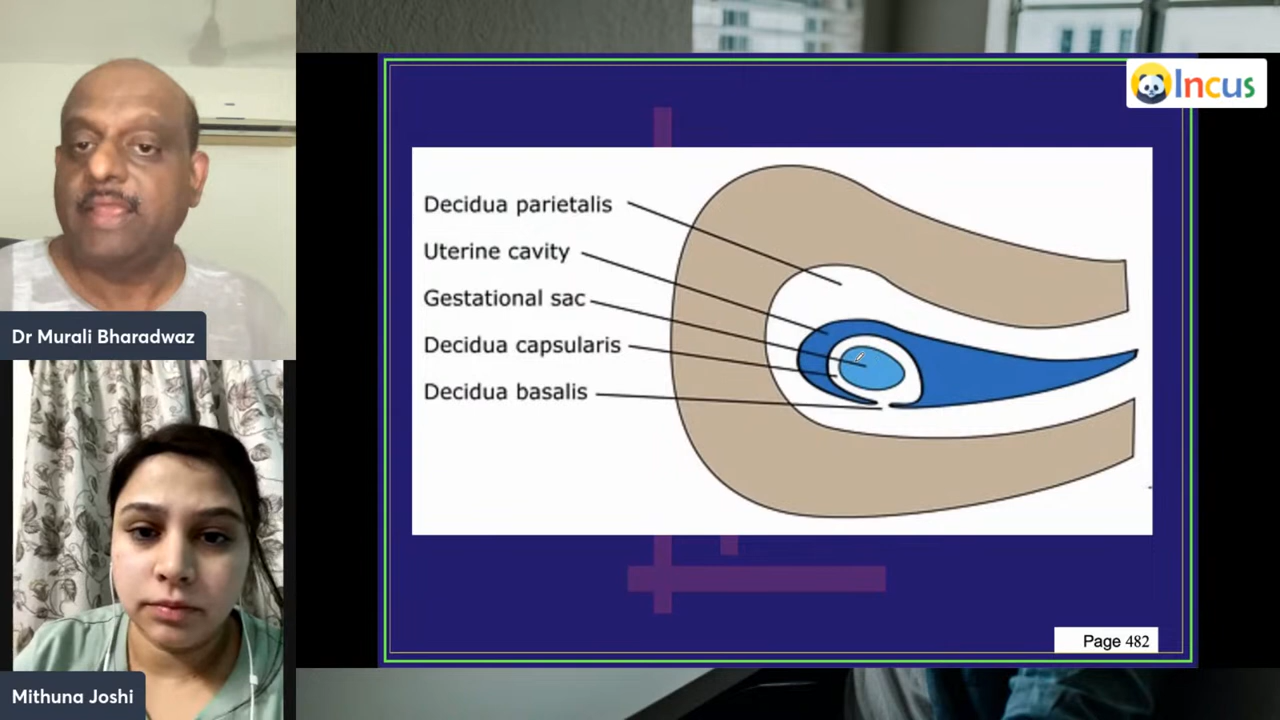 Dr Murali Bharadwaz
Mithuna Joshi
Incus
Decidua parietalis
Uterine cavity
Gestational sac
Decidua capsularis
Decidua basalis
Page 482